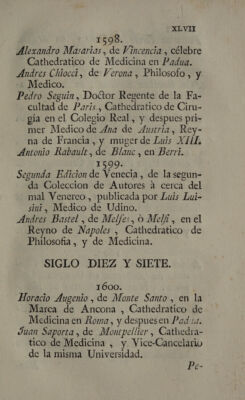 XLVII
1598.
Alexandro Masarias, de Vincencia, célebre
Cathedratico de Medicina en Padua.
Andres Chiocci, de Verona, Philosofo, y
Medico.
Pedro Seguin, Doctor Regente de la Fa-
cultad de Paris, Cathedratico de Ciru-
gia en el Colegio Real, y despues pri-
mer Medico de Ana de Austria, Rey-
na de Francia, y muger de Luis XIII.
Antonio Rabault, de Blanc, en Berri.
1599.
Segunda Edicion de Venecia, de la segun-
da Coleccion de Autores à cerca del
mal Venereo, publicada por Luis Lui-
sini, Medico de Udino.
Andres Bastel, de Melfes, ò Melfi, en el
Reyno de Napoles, Cathedratico de
Philosofia, y de Medicina.
SIGLO DIEZ Y SIETE.
1600.
Horacio Augenio, de Monte Santo, en la
Marca de Ancona, Cathedratico de
Medicina en Roma, y despues en Padua.
Juan Saporta, de Montpellier, Cathedra-
tico de Medicina, y Vice-Cancelario
de la misma Universidad.
Pe-